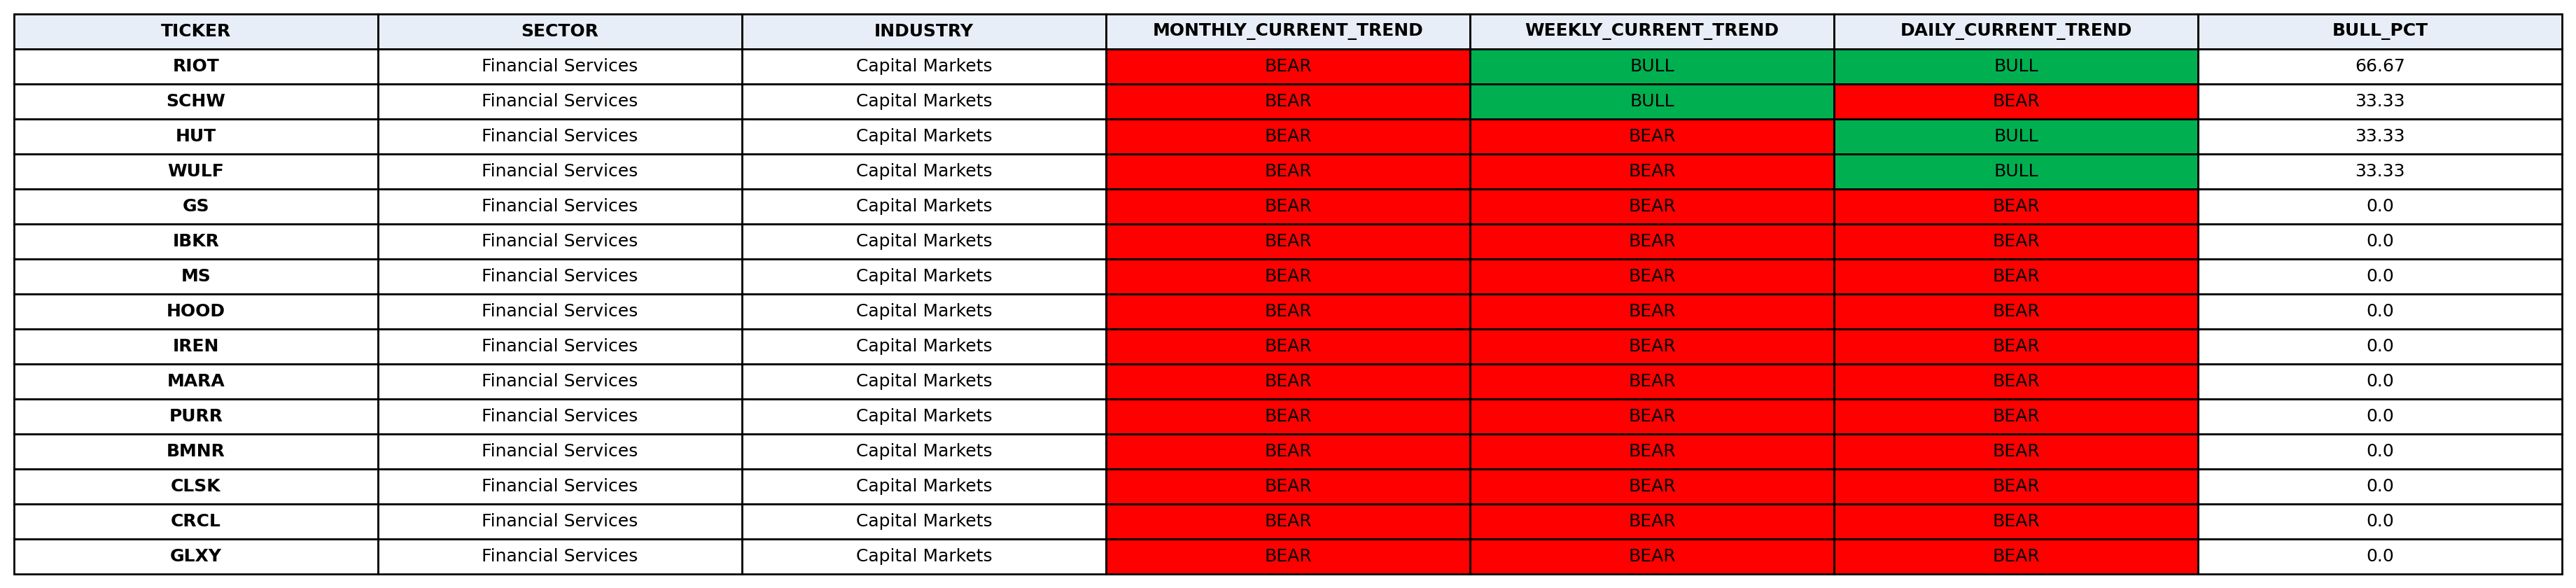 TICKER SECTOR INDUSTRY MONTHLY_CURRENT_TREND WEEKLY_CURRENT_TREND DAILY_CURRENT_TREND BULL_PCT
RIOT Financial Services Capital Markets BEAR BULL BULL 66.67
SCHW Financial Services Capital Markets BEAR BULL BEAR 33.33
HUT Financial Services Capital Markets BEAR BEAR BULL 33.33
WULF Financial Services Capital Markets BEAR BEAR BULL 33.33
GS Financial Services Capital Markets BEAR BEAR BEAR 0.0
IBKR Financial Services Capital Markets BEAR BEAR BEAR 0.0
MS Financial Services Capital Markets BEAR BEAR BEAR 0.0
HOOD Financial Services Capital Markets BEAR BEAR BEAR 0.0
IREN Financial Services Capital Markets BEAR BEAR BEAR 0.0
MARA Financial Services Capital Markets BEAR BEAR BEAR 0.0
PURR Financial Services Capital Markets BEAR BEAR BEAR 0.0
BMNR Financial Services Capital Markets BEAR BEAR BEAR 0.0
CLSK Financial Services Capital Markets BEAR BEAR BEAR 0.0
CRCL Financial Services Capital Markets BEAR BEAR BEAR 0.0
GLXY Financial Services Capital Markets BEAR BEAR BEAR 0.0